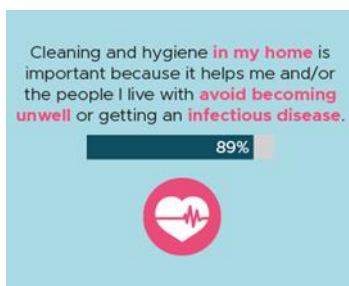 Cleaning and hygiene in my home is
important because it helps me and/or
the people I live with avoid becoming
unwell or getting an infectious disease.
89%